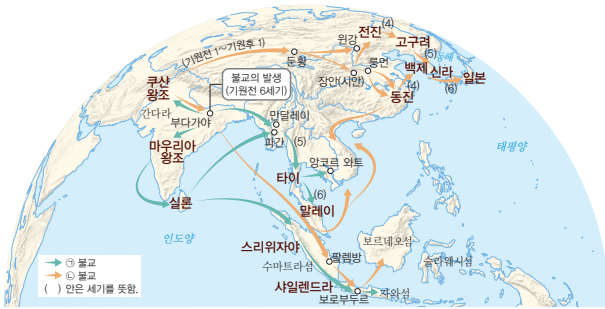 (기원전 1~기원후 1)
둔황
윈강
전진
(4)
고구려
동해
(5)
룽먼
장안(시안)
백제
신라
일본
(4)
동진
(6)
쿠샨
왕조
불교의 발생
(기원전 6세기)
간다라
부다가야
만달레이
파간
(5)
마우리아
왕조
앙코르 와트
타이
(6)
말레이
실론
태평양
인도양
스리위자야
수마트라섬
팔렘방
보르네오섬
술라웨시섬
샤일렌드라
보로부두르
자와섬
㉠ 불교
㉡ 불교
( ) 안은 세기를 뜻함.